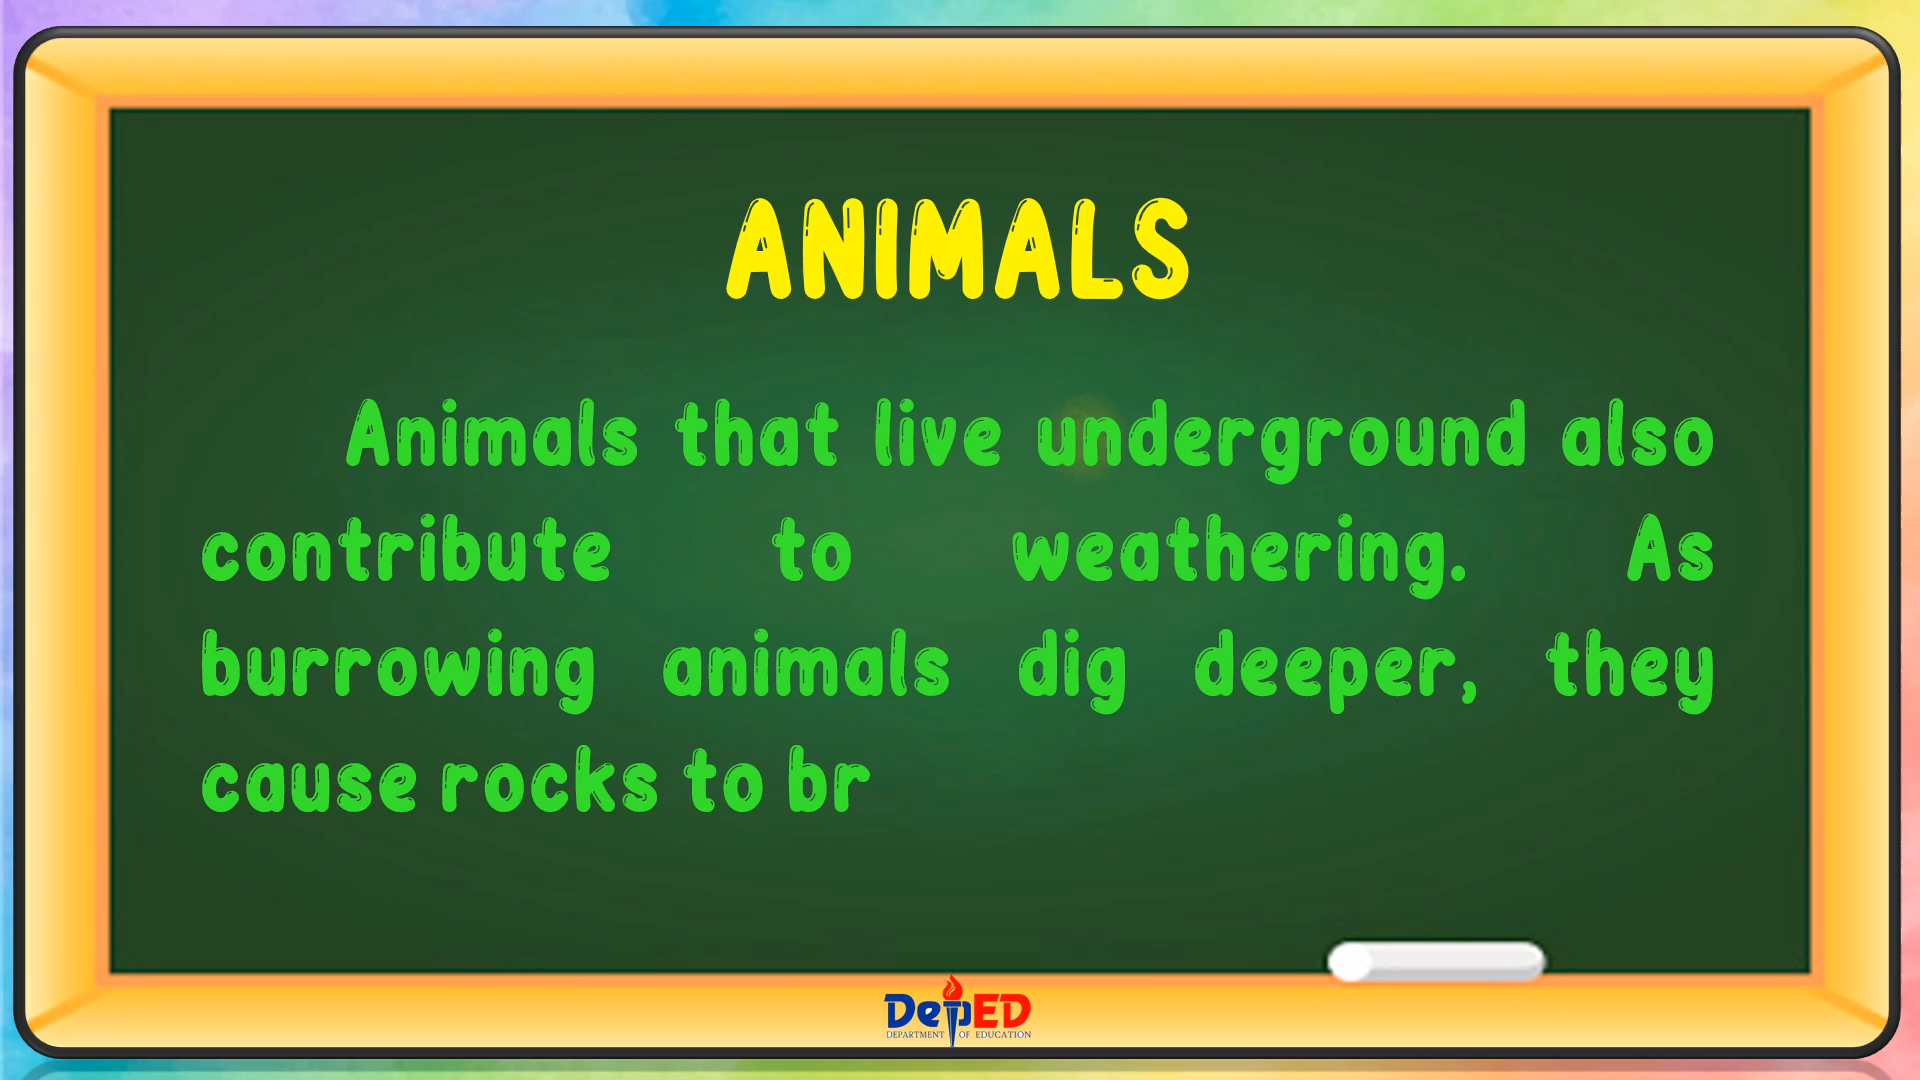 ANIMALS
Animals that live underground also
contribute to weathering. As
burrowing animals dig deeper, they
cause rocks to br
DepED
DEPARTMENT OF EDUCATION